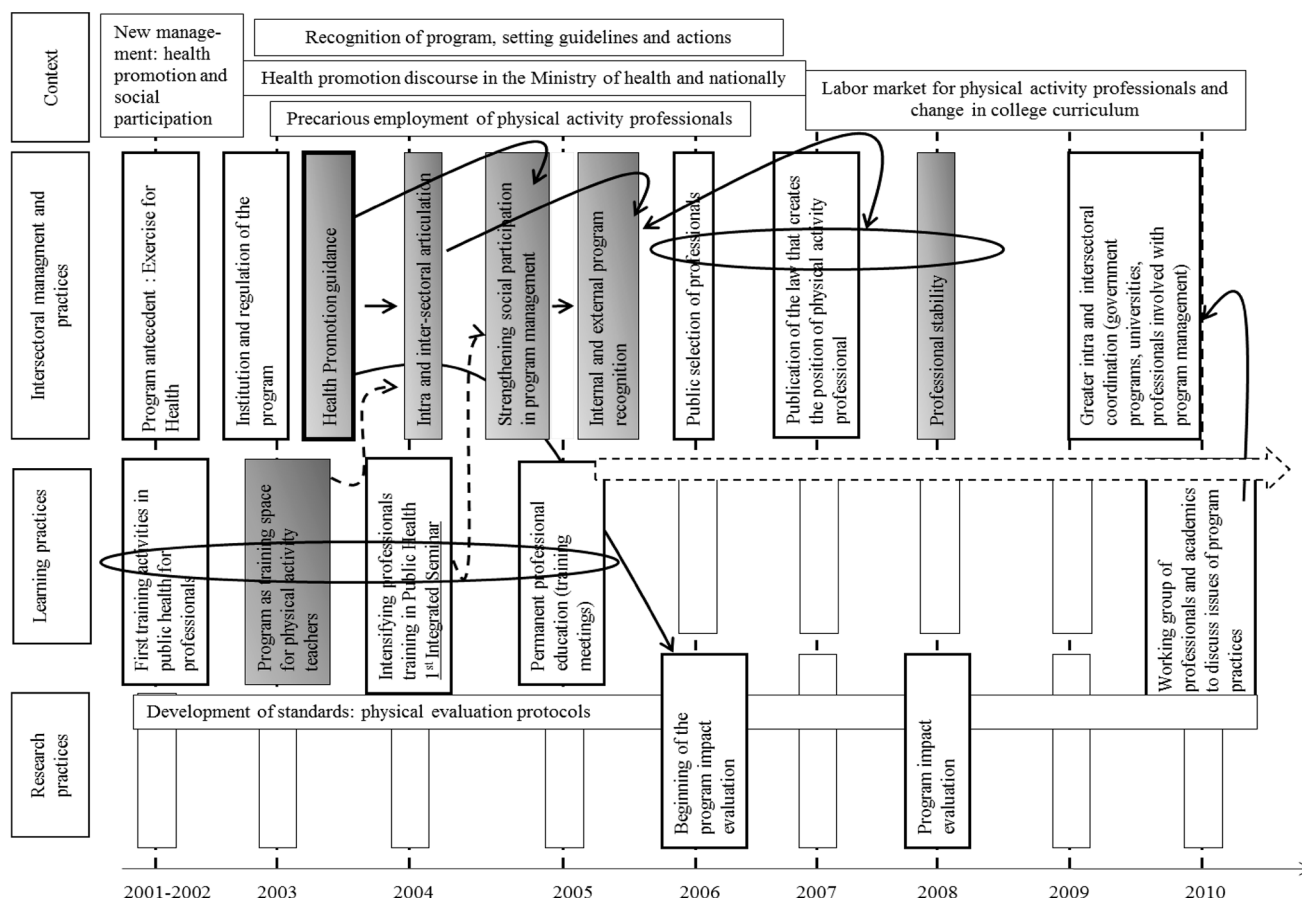 Context
New manage-
ment: health
promotion and
social
participation
Recognition of program, setting guidelines and actions
Health promotion discourse in the Ministry of health and nationally
Precarious employment of physical activity professionals
Labor market for physical activity professionals and
change in college curriculum
Intersectoral managment and
practices
Program antecedent : Exercise for
Health
Institution and regulation of the
program
Health Promotion guidance
Intra and inter-sectoral articulation
Strengthening social participation
in program management
Internal and external program
recognition
Public selection of professionals
Publication of the law that creates
the position of physical activity
professional
Professional stability
Greater intra and intersectoral
coordination (government
programs, universities,
professionals involved with
program management)
Learning practices
First training activities in
public health for
professionals
Program as training space
for physical activity
teachers
Intensifying professionals
training in Public Health
1st Integrated Seminar
Permanent professional
education (training
meetings)
Working group of
professionals and academics
to discuss issues of program
practices
Research
practices
Development of standards: physical evaluation protocols
Beginning of the
program impact
evaluation
Program impact
evaluation
2001-2002
2003
2004
2005
2006
2007
2008
2009
2010